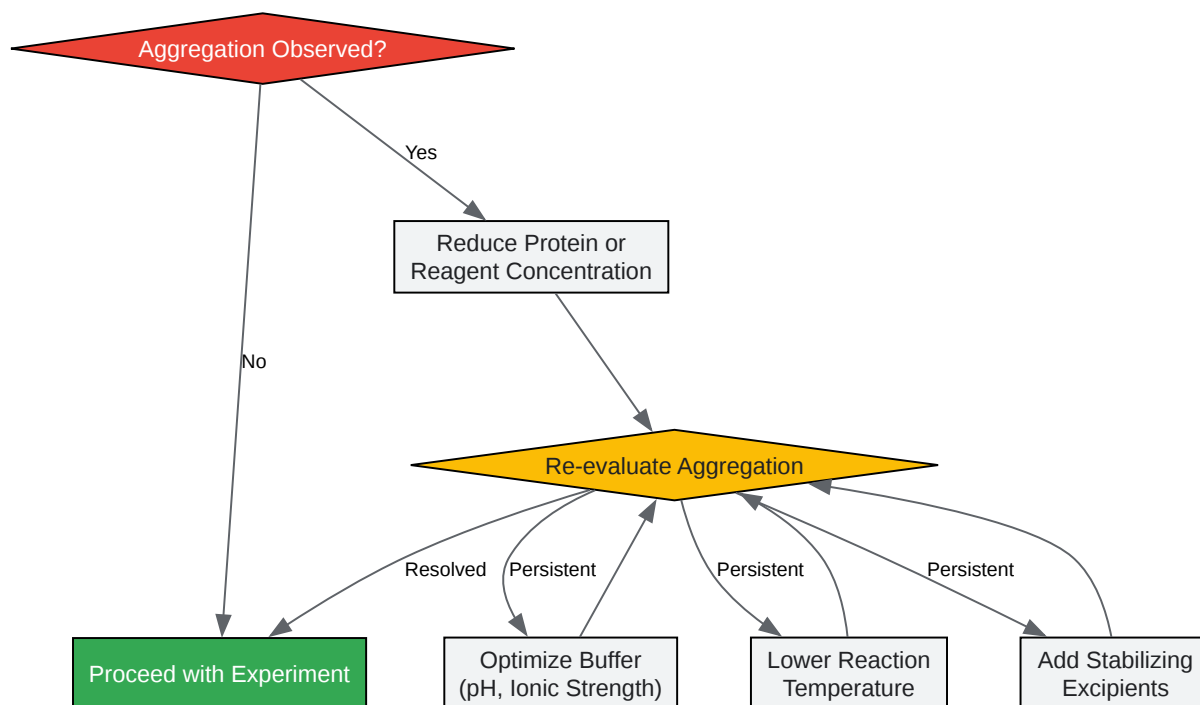 Aggregation Observed?
Yes
Reduce Protein or
Reagent Concentration
No
Re-evaluate Aggregation
Resolved
Persistent
Persistent
Persistent
Proceed with Experiment
Optimize Buffer
(pH, Ionic Strength)
Lower Reaction
Temperature
Add Stabilizing
Excipients